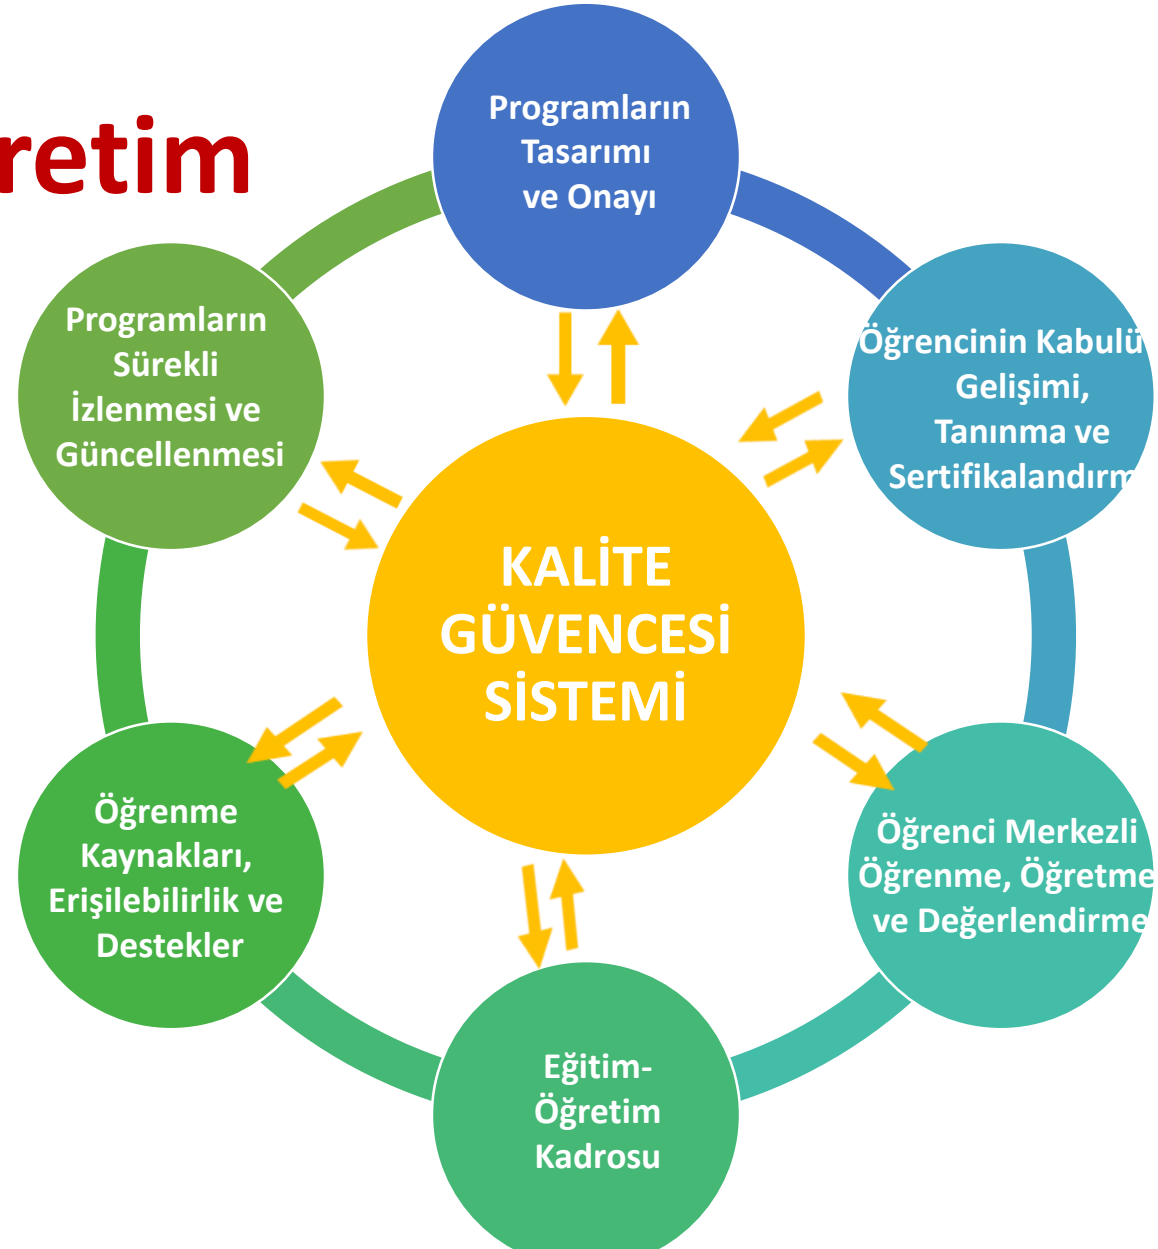 retim
Programların
Tasarımı
ve Onayı
Öğrencinin Kabulü
Gelişimi,
Tanınma ve
Sertifikalandırm
Öğrenci Merkezli
Öğrenme, Öğretme
ve Değerlendirme
Eğitim-
Öğretim
Kadrosu
Öğrenme
Kaynakları,
Erişilebilirlik ve
Destekler
Programların
Sürekli
İzlenmesi ve
Güncellenmesi
KALİTE
GÜVENCESİ
SİSTEMİ